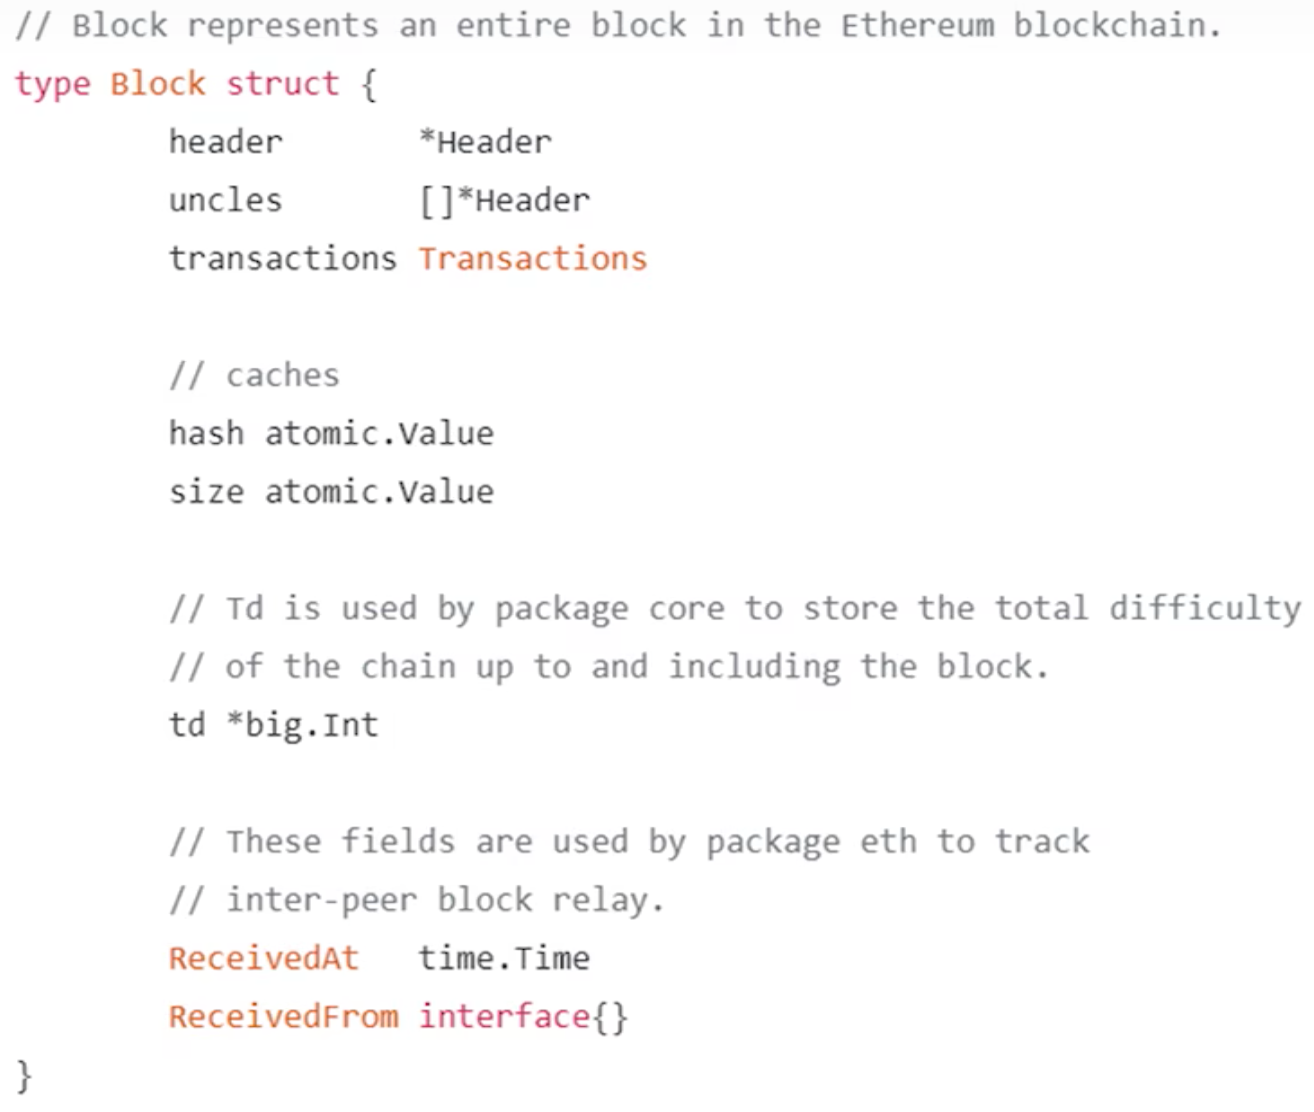 // Block represents an entire block in the Ethereum blockchain.
type Block struct {
        header       *Header
        uncles       []*Header
        transactions Transactions

        // caches
        hash atomic.Value
        size atomic.Value

        // Td is used by package core to store the total difficulty
        // of the chain up to and including the block.
        td *big.Int

        // These fields are used by package eth to track
        // inter-peer block relay.
        ReceivedAt   time.Time
        ReceivedFrom interface{}
}